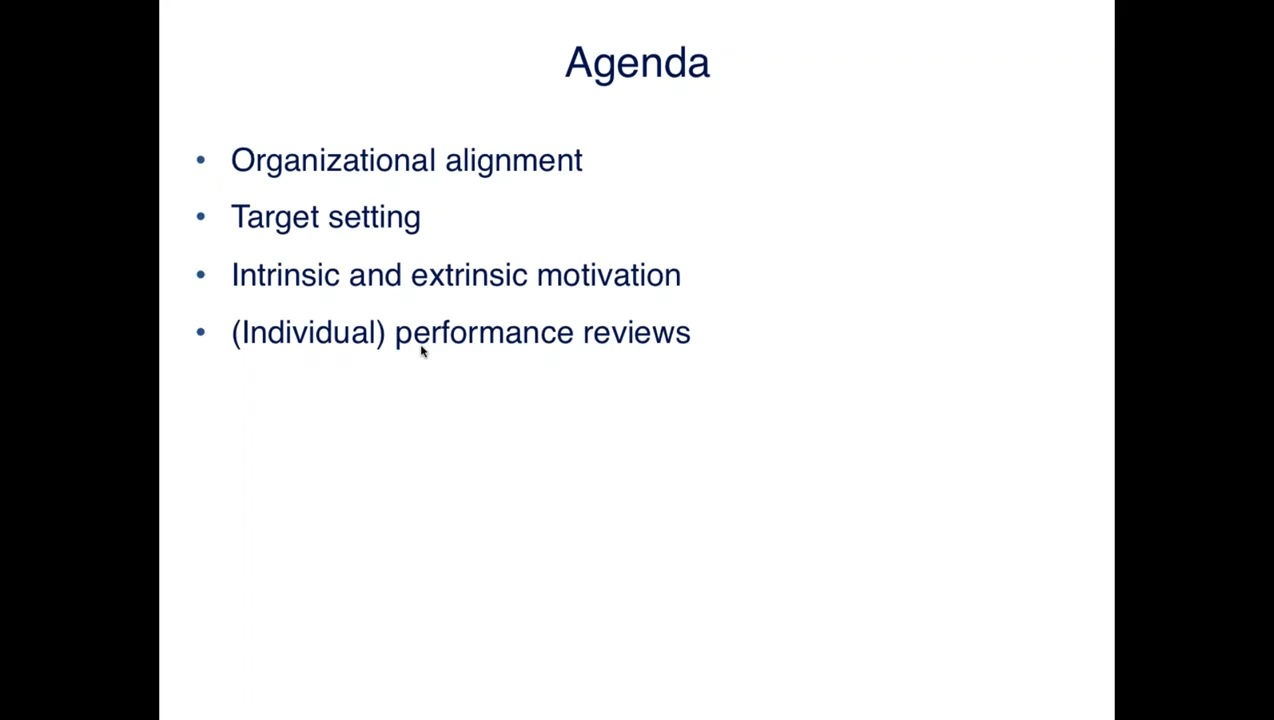 Agenda
• Organizational alignment
• Target setting
• Intrinsic and extrinsic motivation
• (Individual) performance reviews